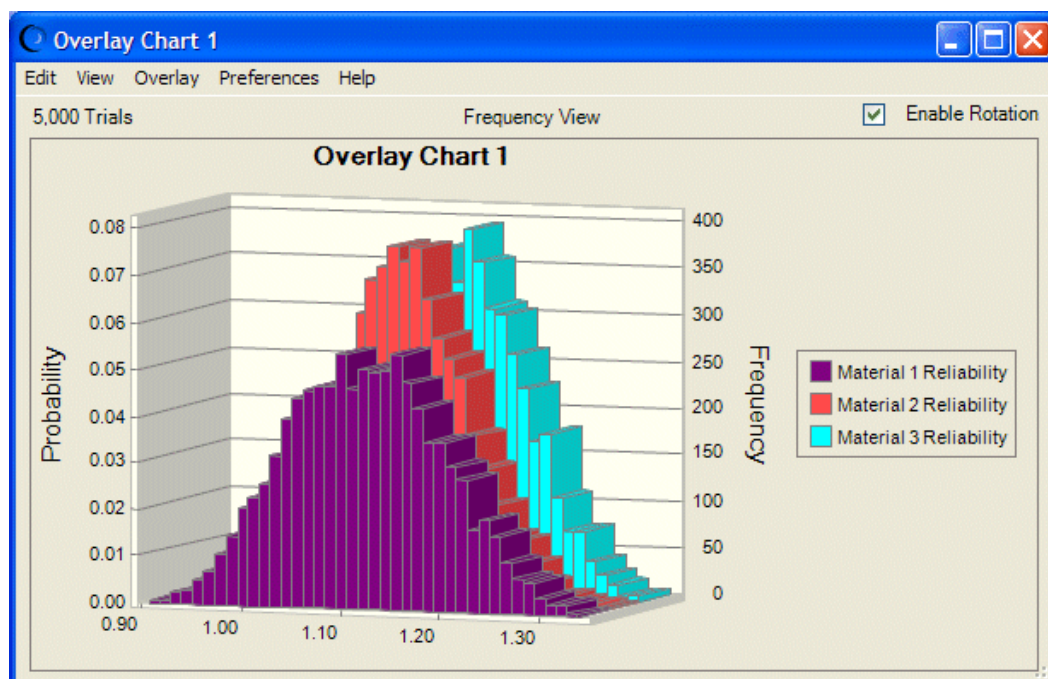 Overlay Chart 1
Edit View Overlay Preferences Help
5,000 Trials Frequency View Enable Rotation
Overlay Chart 1
Probability
0.08
0.07
0.06
0.05
0.04
0.03
0.02
0.01
0.00
0.90 1.00 1.10 1.20 1.30
400
350
300
250
200
150
100
50
0
Frequency
Material 1 Reliability
Material 2 Reliability
Material 3 Reliability